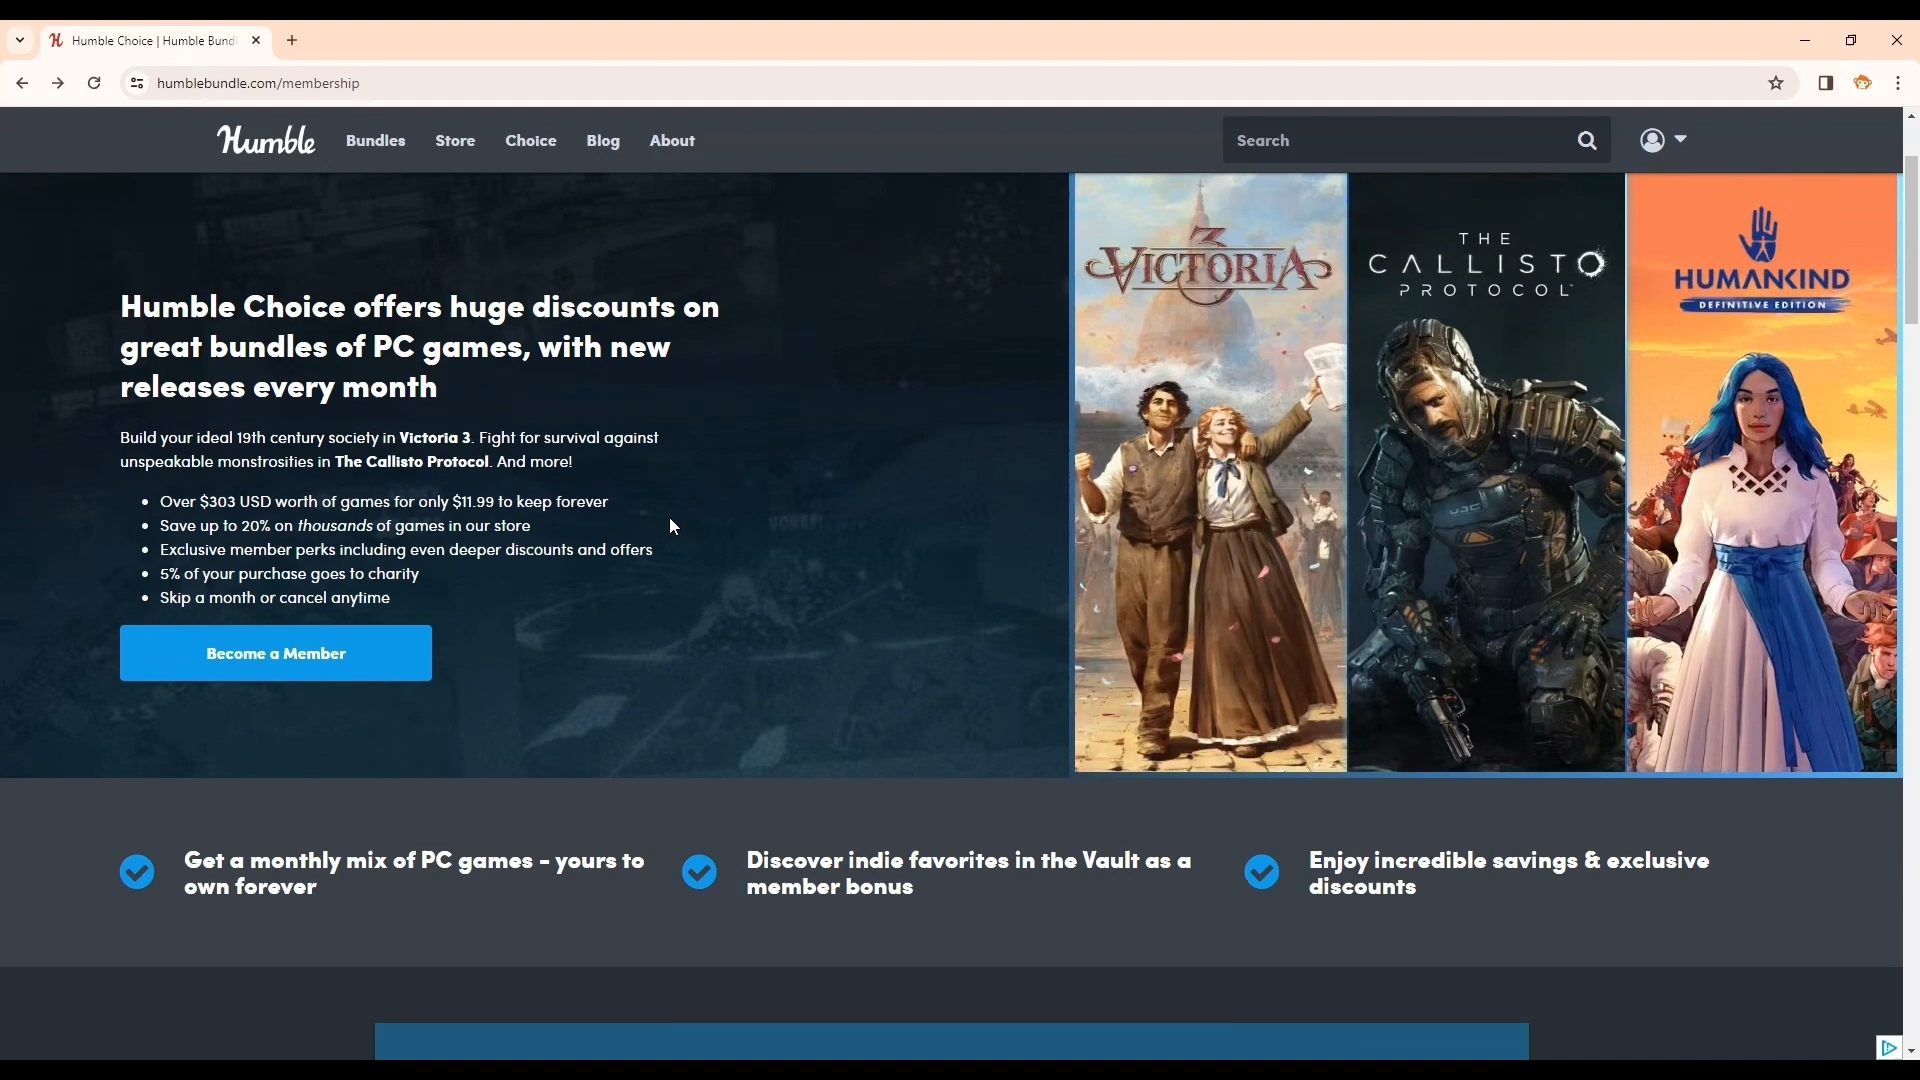 Humble Choice | Humble Bund
humblebundle.com/membership
Humble
Bundles
Store
Choice
Blog
About
Search
Humble Choice offers huge discounts on
great bundles of PC games, with new
releases every month
Build your ideal 19th century society in Victoria 3. Fight for survival against
unspeakable monstrosities in The Callisto Protocol. And more!
• Over $303 USD worth of games for only $11.99 to keep forever
• Save up to 20% on thousands of games in our store
• Exclusive member perks including even deeper discounts and offers
• 5% of your purchase goes to charity
• Skip a month or cancel anytime
Become a Member
3
VICTORIA
THE
CALLISTO
PROTOCOL™
HUMANKIND
DEFINITIVE EDITION
Get a monthly mix of PC games - yours to
own forever
Discover indie favorites in the Vault as a
member bonus
Enjoy incredible savings & exclusive
discounts